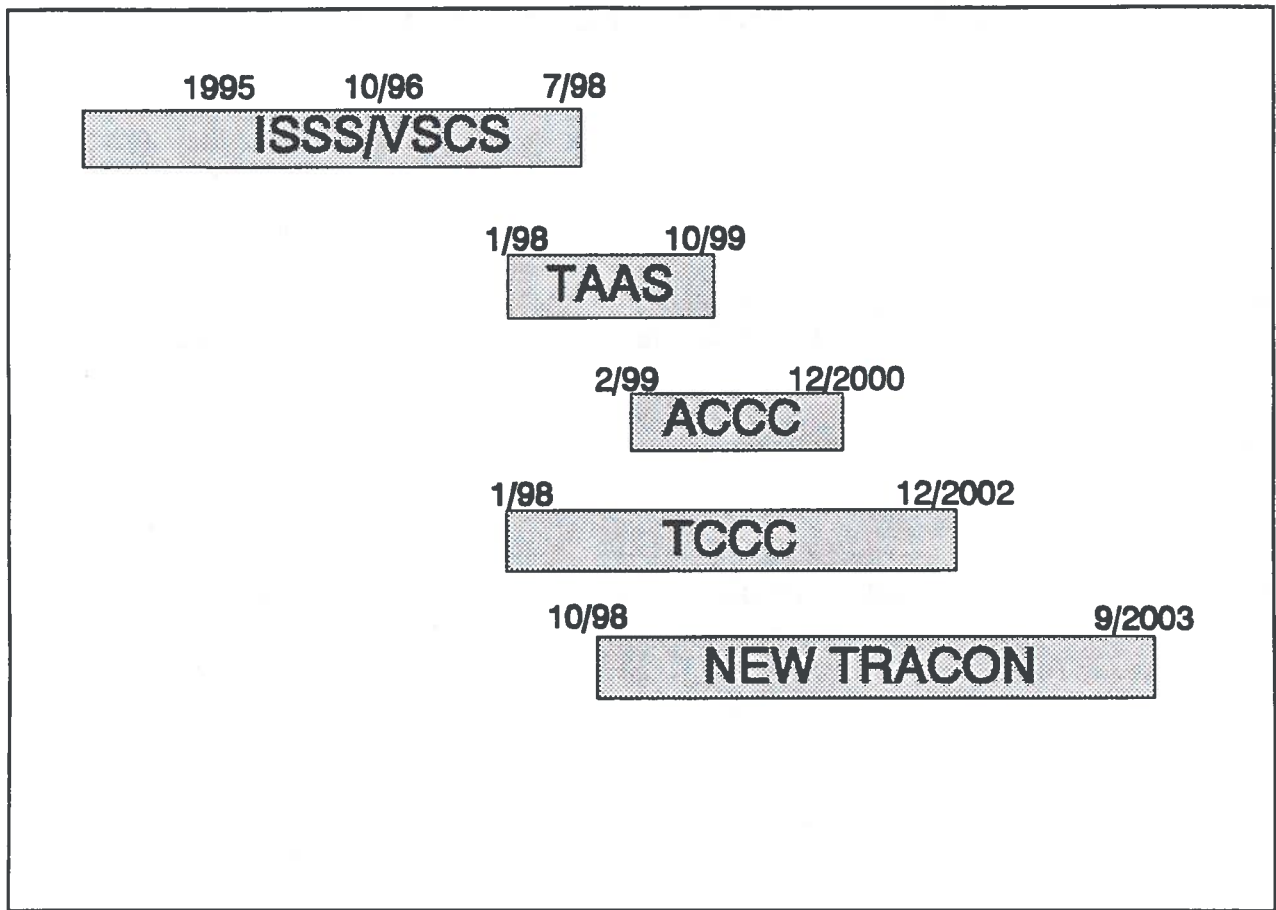 1995 10/96 7/98
ISSS/VSCS
1/98 10/99
TAAS
2/99 12/2000
ACCC
1/98 12/2002
TCCC
10/98 9/2003
NEW TRACON